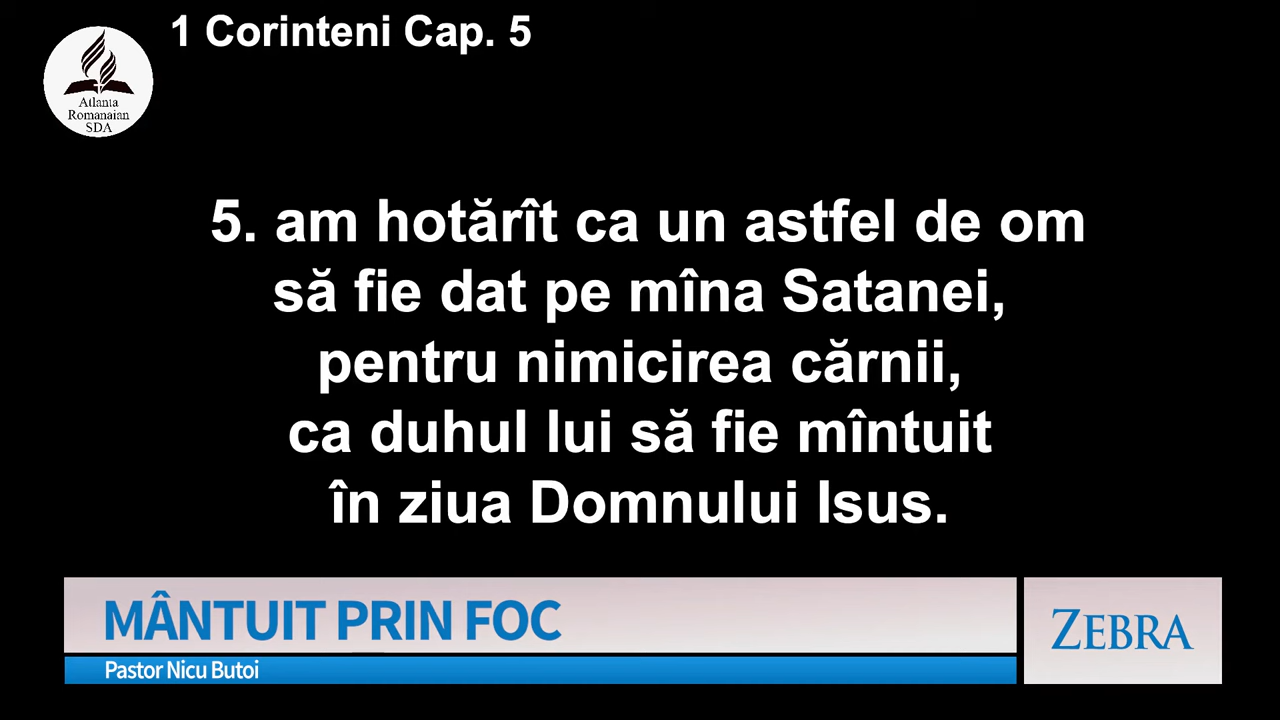 1 Corinteni Cap. 5
Atlanta
Romanaian
SDA
5. am hotărît ca un astfel de om
să fie dat pe mîna Satanei,
pentru nimicirea cărnii,
ca duhul lui să fie mîntuit
în ziua Domnului Isus.
MÂNTUIT PRIN FOC
Pastor Nicu Butoi
ZEBRA